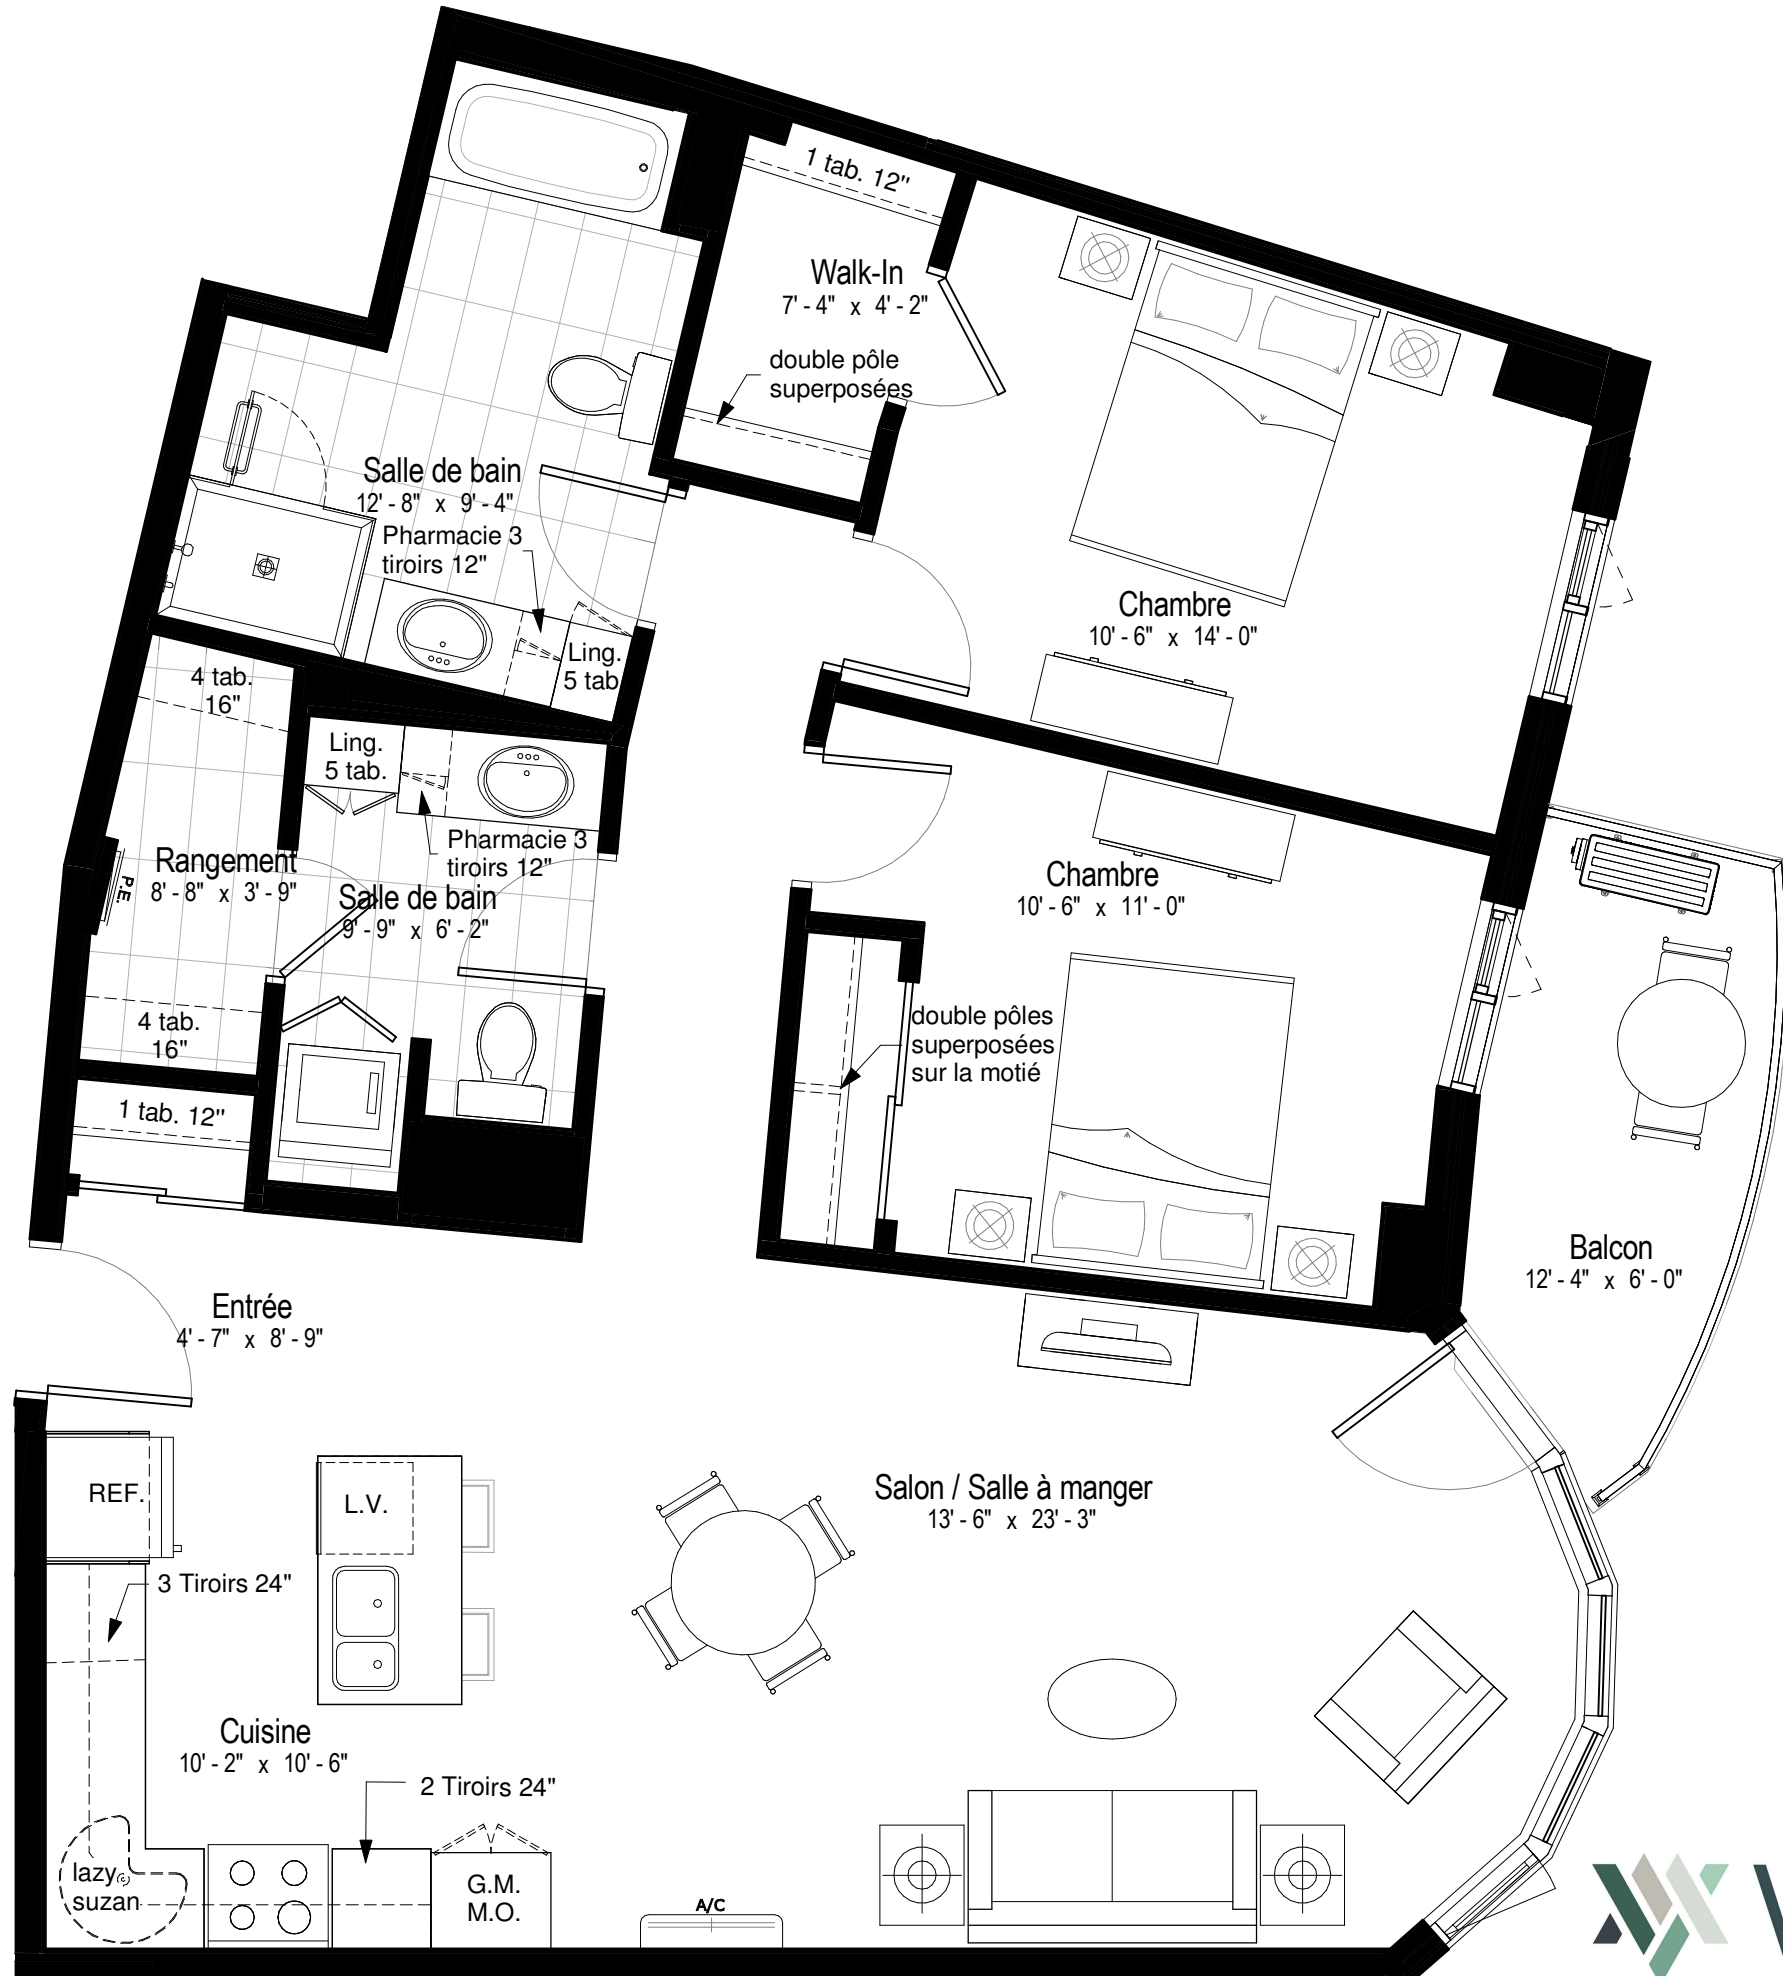 1 tab. 12"
Walk-In
7' - 4" x 4' - 2"
double pôle
superposées
Salle de bain
12' - 8" x 9' - 4"
Pharmacie 3
tiroirs 12"
Chambre
10' - 6" x 14' - 0"
Ling.
5 tab
4 tab.
16"
Ling.
5 tab.
Pharmacie 3
tiroirs 12"
Rangement
8' - 8" x 3' - 9"
P.E.
Salle de bain
9' - 9" x 6' - 2"
Chambre
10' - 6" x 11' - 0"
4 tab.
16"
double pôles
superposées
sur la motié
1 tab. 12"
Balcon
12' - 4" x 6' - 0"
Entrée
4' - 7" x 8' - 9"
REF.
L.V.
Salon / Salle à manger
13' - 6" x 23' - 3"
3 Tiroirs 24"
Cuisine
10' - 2" x 10' - 6"
2 Tiroirs 24"
lazy
suzan
G.M.
M.O.
A/C